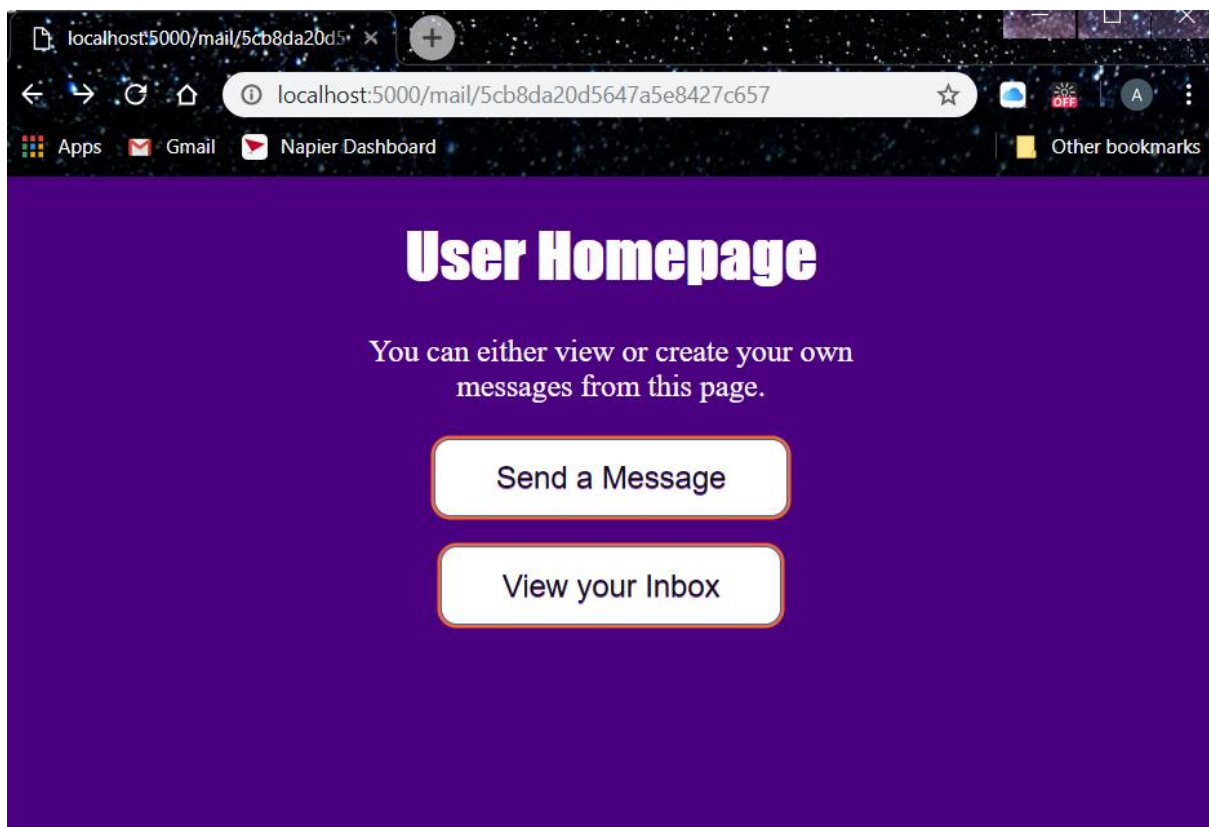 localhost:5000/mail/5cb8da20d5
localhost:5000/mail/5cb8da20d5647a5e8427c657
OFF
A
Apps
Gmail
Napier Dashboard
Other bookmarks
User Homepage
You can either view or create your own
messages from this page.
Send a Message
View your Inbox